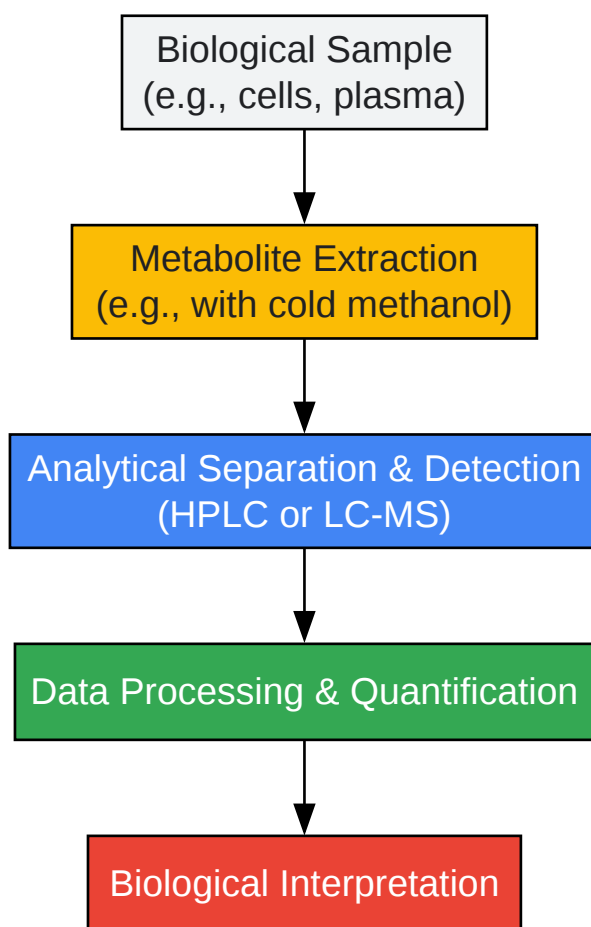 Biological Sample
(e.g., cells, plasma)
Metabolite Extraction
(e.g., with cold methanol)
Analytical Separation & Detection
(HPLC or LC-MS)
Data Processing & Quantification
Biological Interpretation